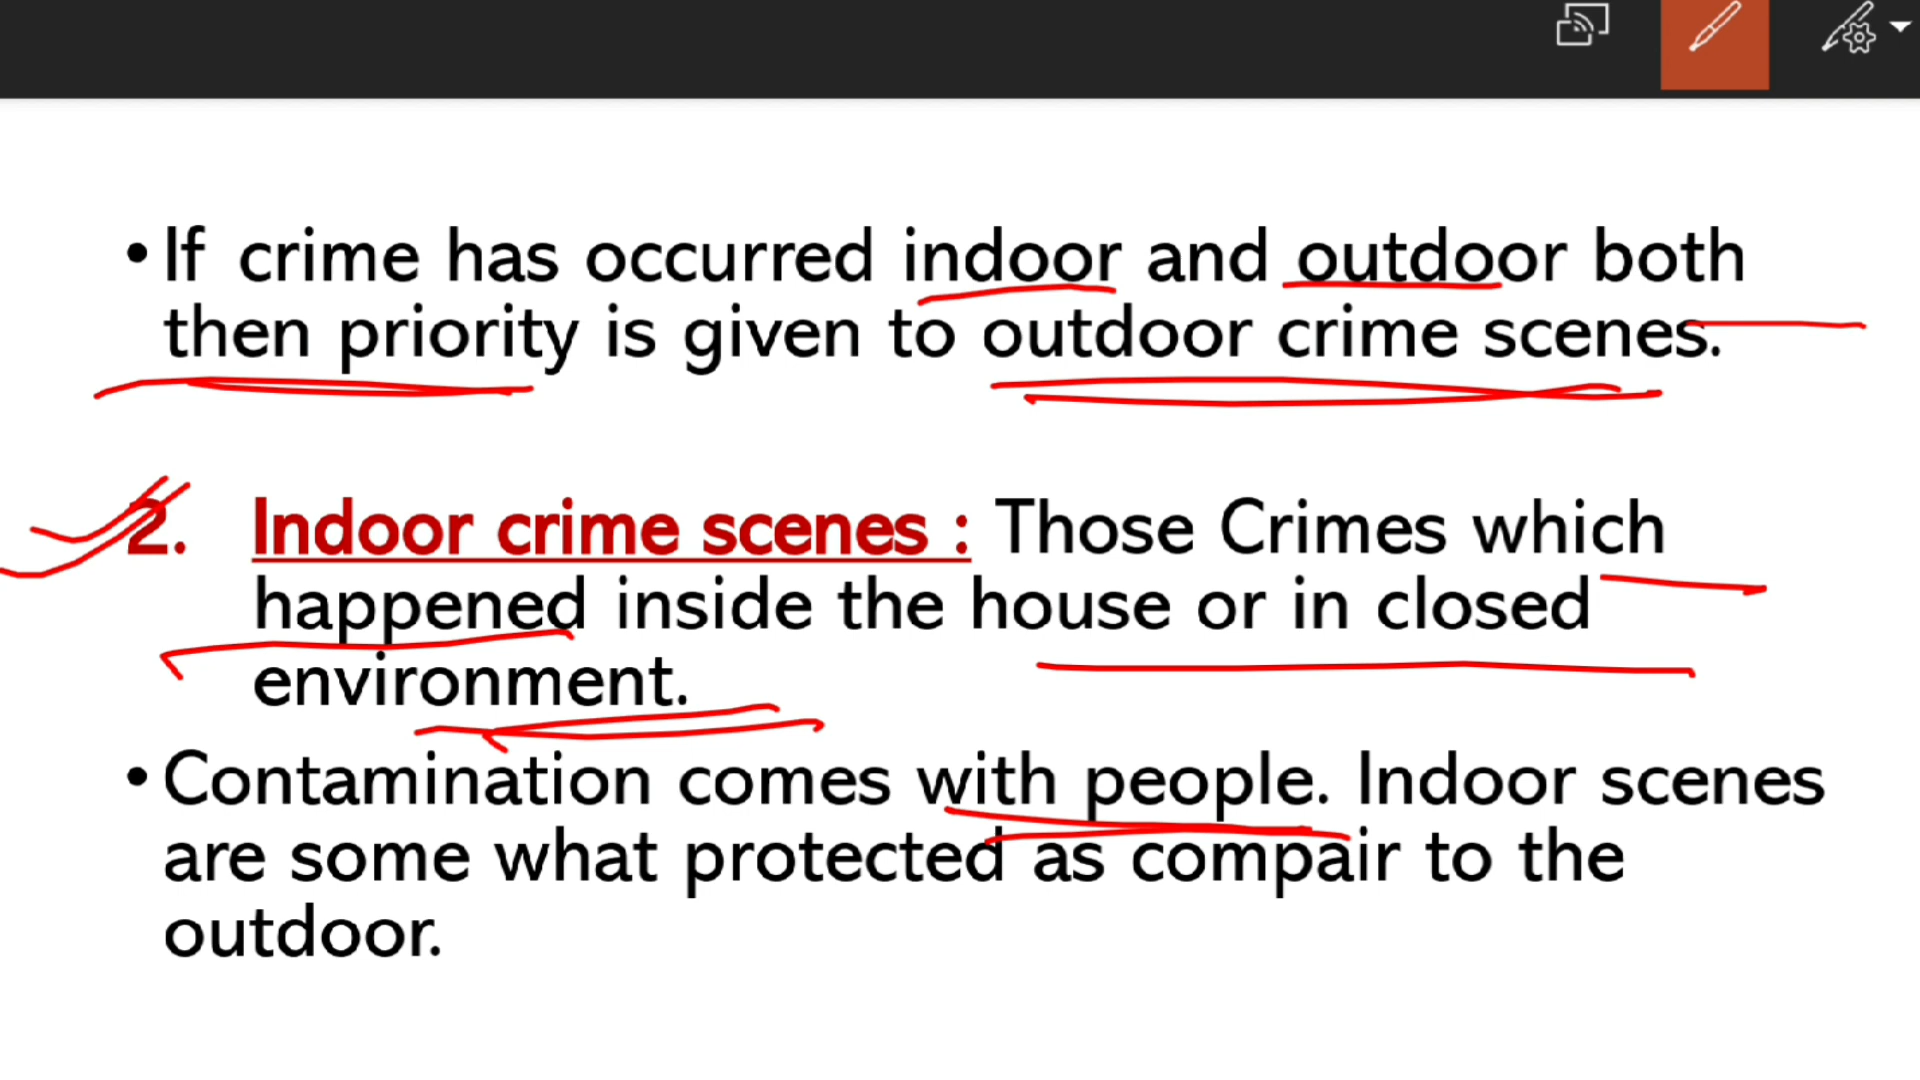 • If crime has occurred indoor and outdoor both
then priority is given to outdoor crime scenes.
2. Indoor crime scenes : Those Crimes which
happened inside the house or in closed
environment.
• Contamination comes with people. Indoor scenes
are some what protected as compair to the
outdoor.